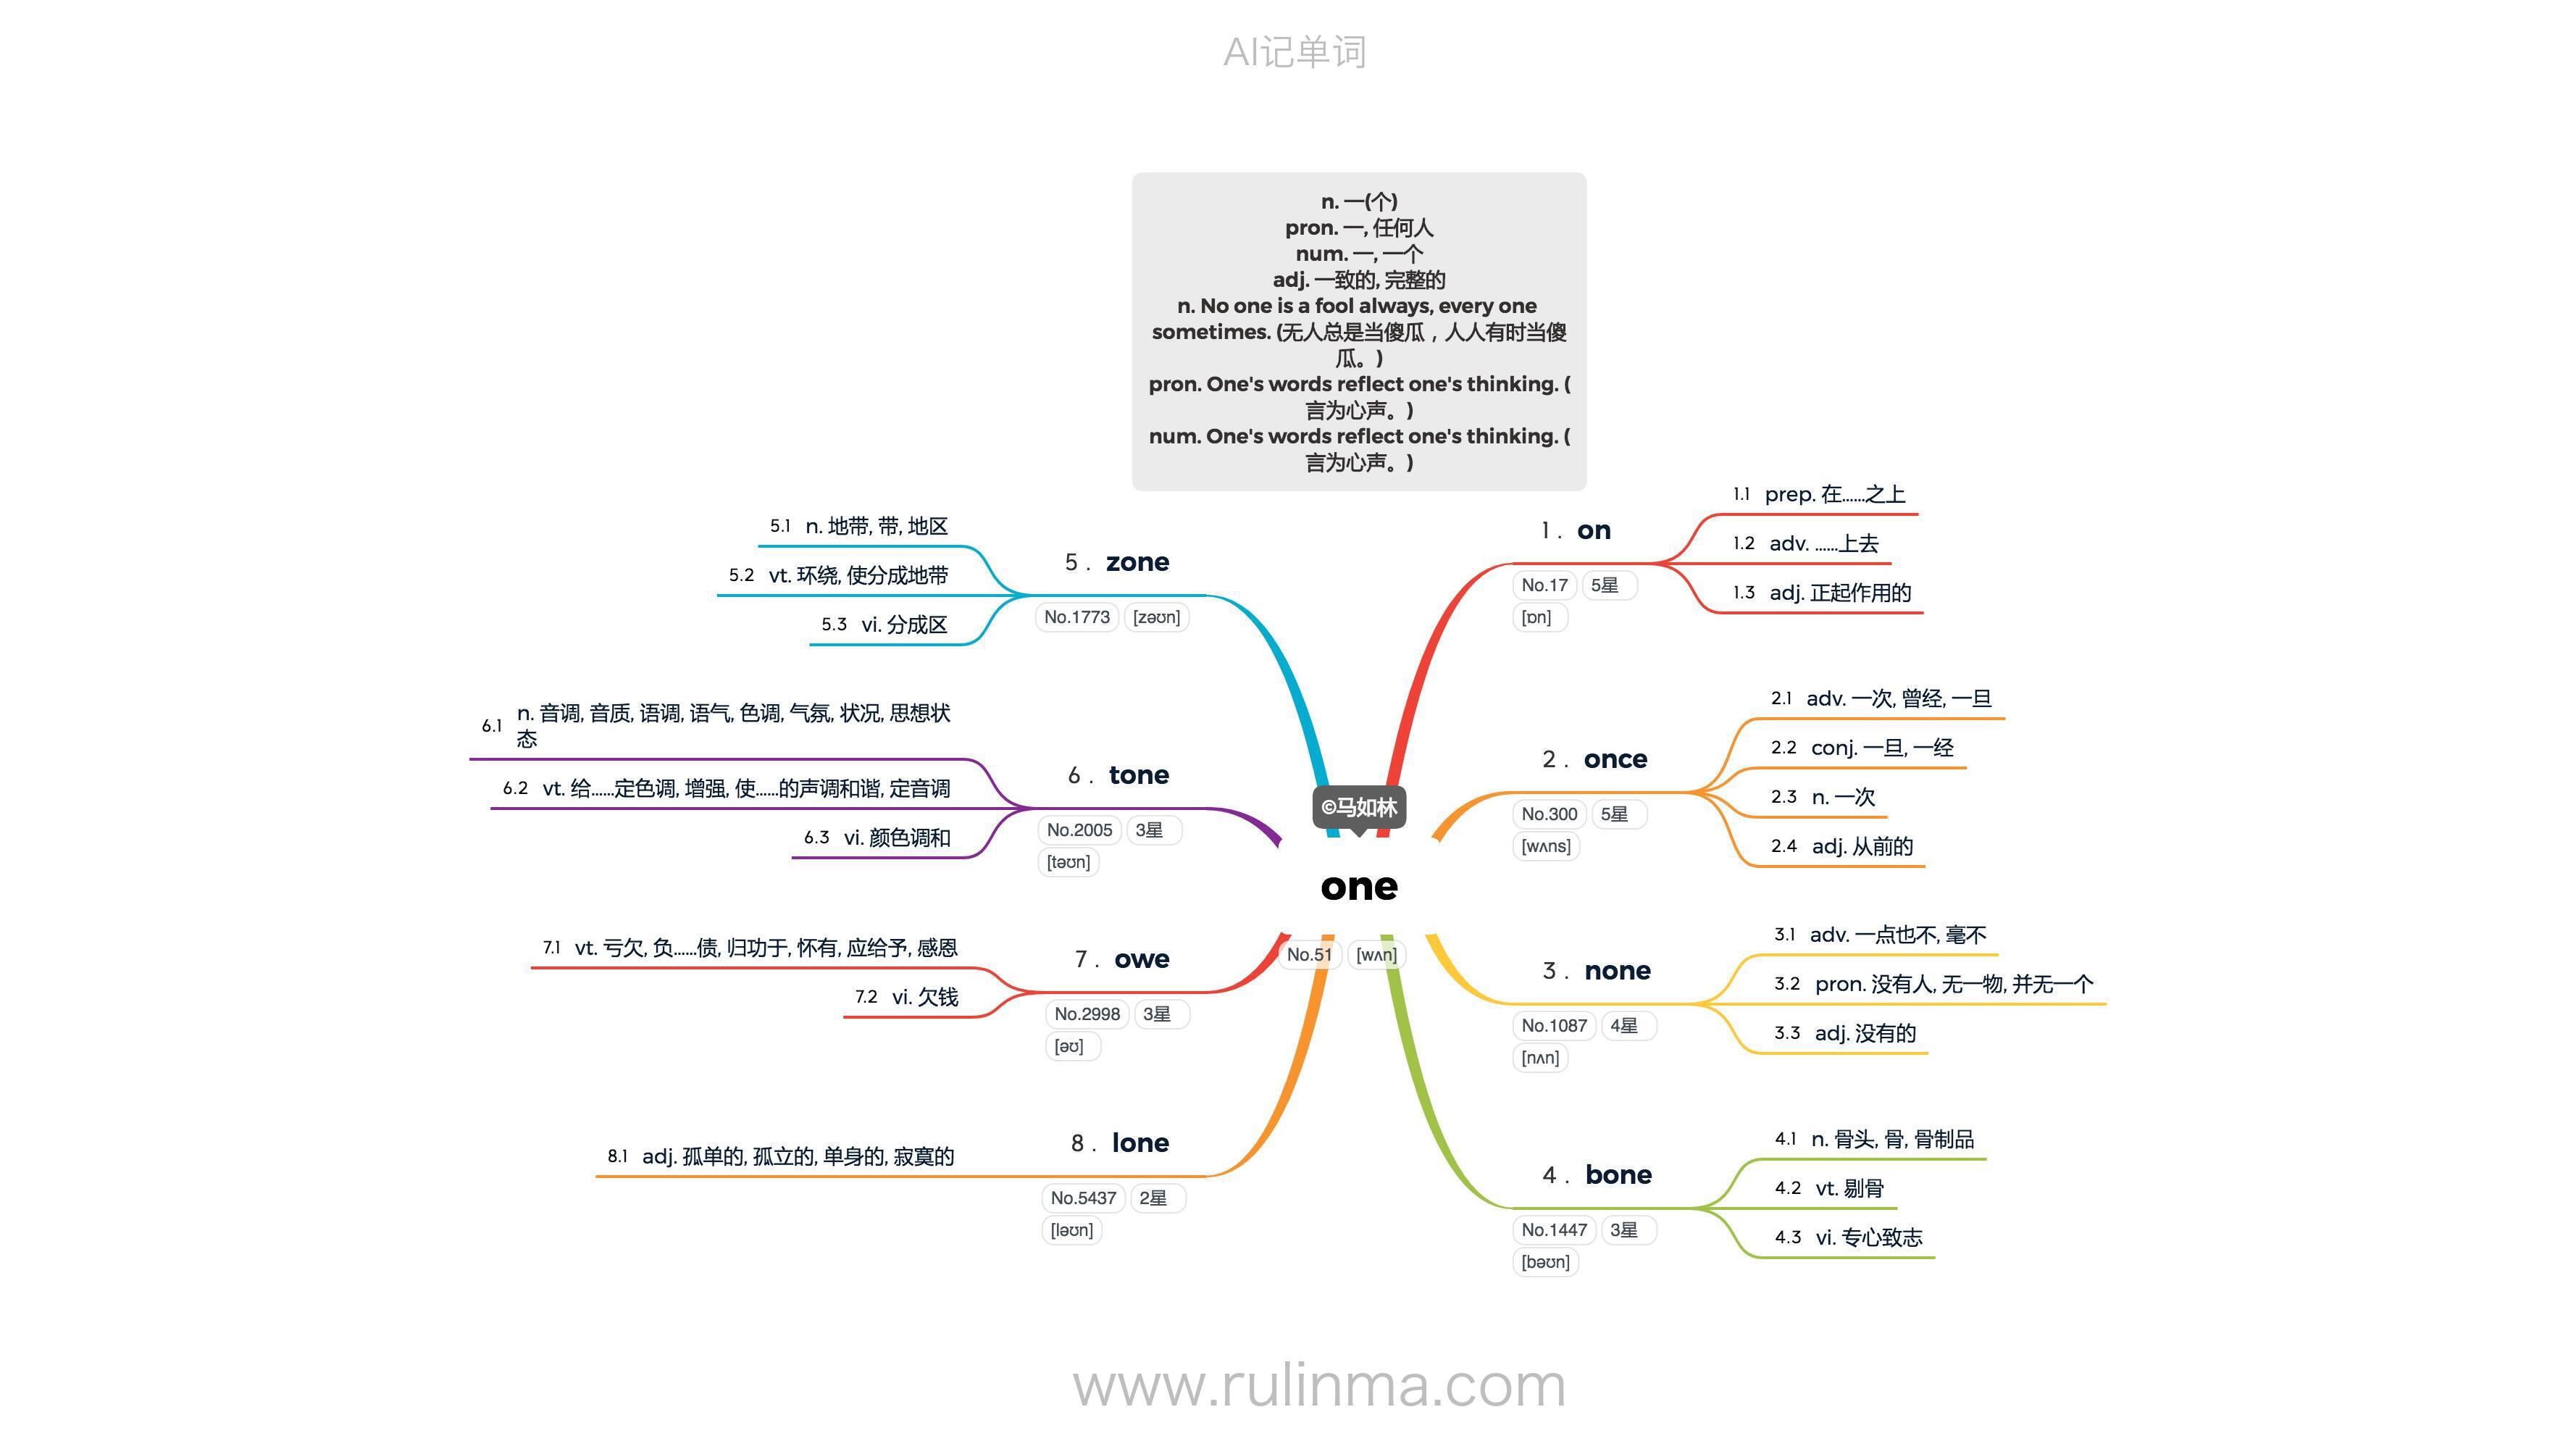 AI记单词
n. 一(个)
pron. 一, 任何人
num. 一, 一个
adj. 一致的, 完整的
n. No one is a fool always, every one
sometimes. (无人总是当傻瓜，人人有时当傻
瓜。)
pron. One's words reflect one's thinking. (
言为心声。)
num. One's words reflect one's thinking. (
言为心声。)
©马如林
one
No.51 [wʌn]
1. on
No.17 5星
[ɒn]
1.1 prep. 在......之上
1.2 adv. ......上去
1.3 adj. 正起作用的
2. once
No.300 5星
[wʌns]
2.1 adv. 一次, 曾经, 一旦
2.2 conj. 一旦, 一经
2.3 n. 一次
2.4 adj. 从前的
3. none
No.1087 4星
[nʌn]
3.1 adv. 一点也不, 毫不
3.2 pron. 没有人, 无一物, 并无一个
3.3 adj. 没有的
4. bone
No.1447 3星
[bəʊn]
4.1 n. 骨头, 骨, 骨制品
4.2 vt. 剔骨
4.3 vi. 专心致志
5. zone
No.1773 [zəʊn]
5.1 n. 地带, 带, 地区
5.2 vt. 环绕, 使分成地带
5.3 vi. 分成区
6. tone
No.2005 3星
[təʊn]
6.1 n. 音调, 音质, 语调, 语气, 色调, 气氛, 状况, 思想状
态
6.2 vt. 给......定色调, 增强, 使......的声调和谐, 定音调
6.3 vi. 颜色调和
7. owe
No.2998 3星
[əʊ]
7.1 vt. 亏欠, 负......债, 归功于, 怀有, 应给予, 感恩
7.2 vi. 欠钱
8. lone
No.5437 2星
[ləʊn]
8.1 adj. 孤单的, 孤立的, 单身的, 寂寞的
www.rulinma.com